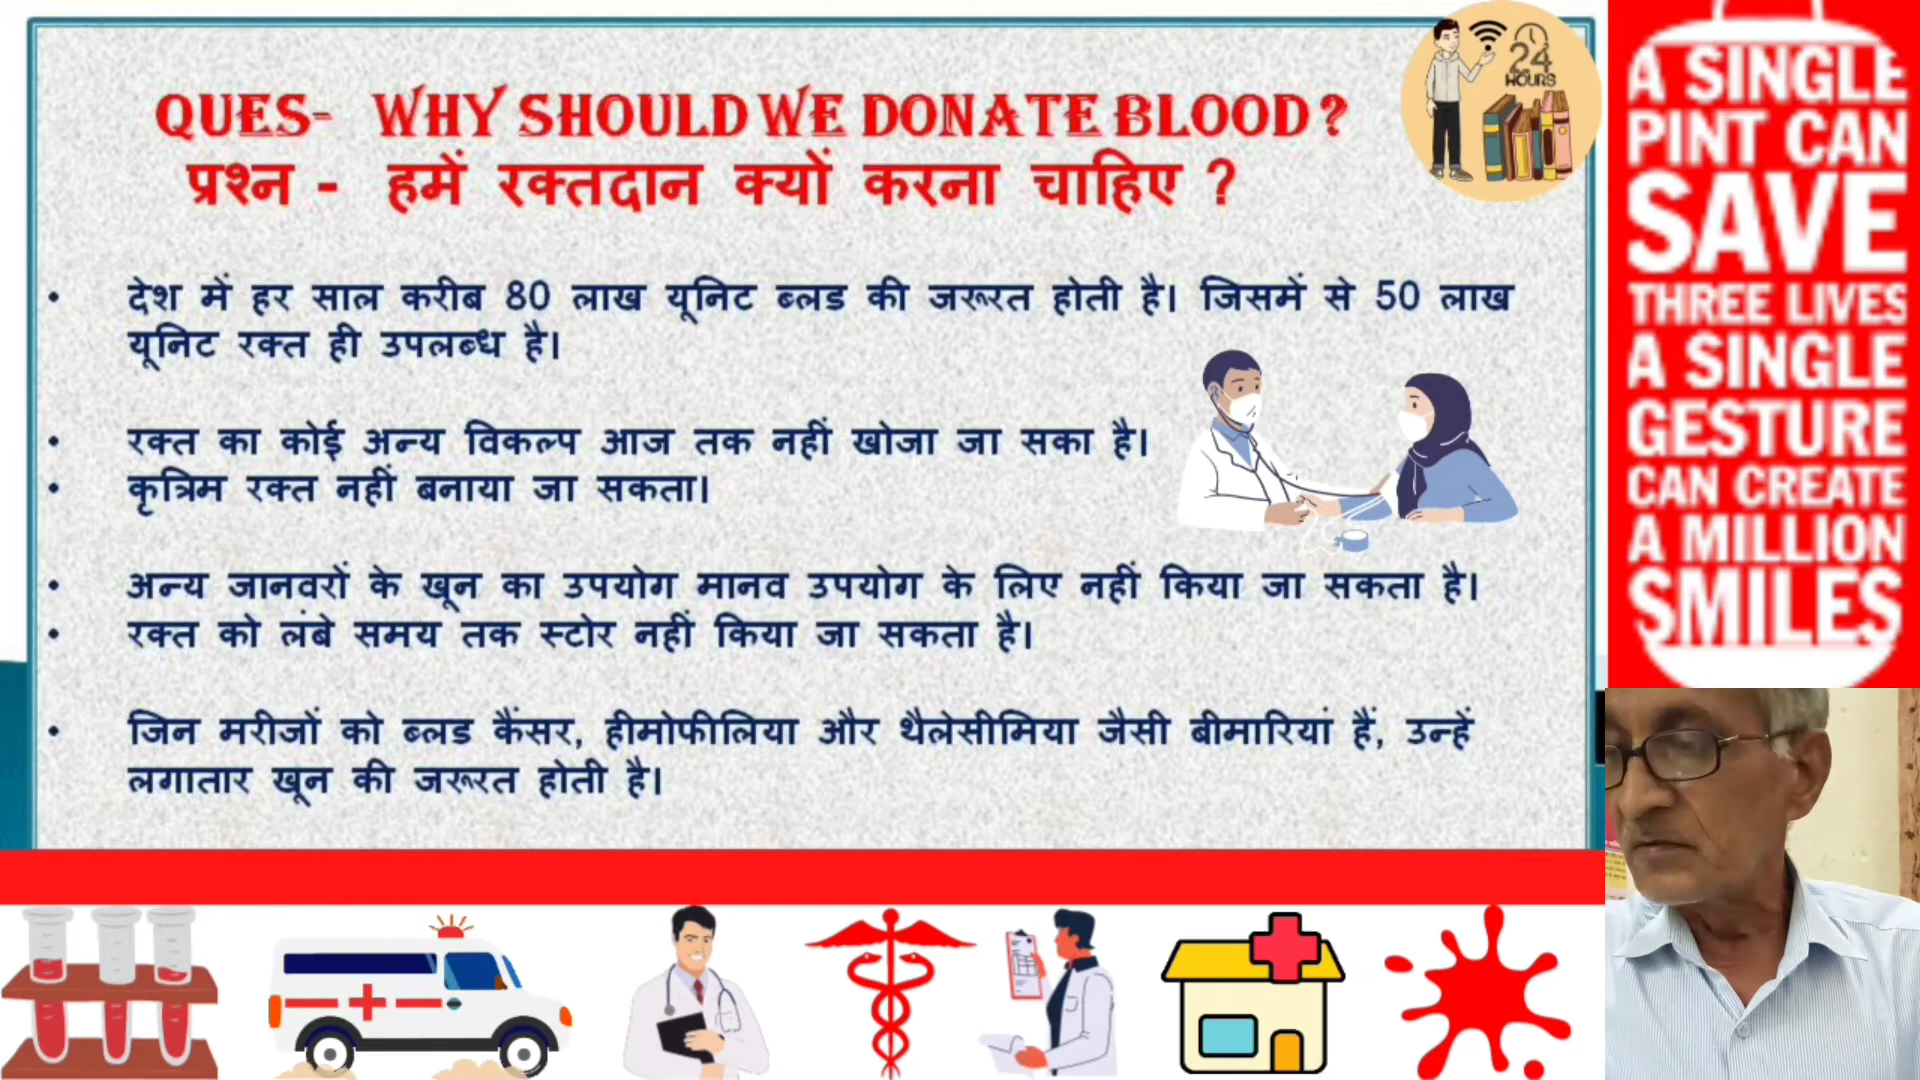 QUES- WHY SHOULD WE DONATE BLOOD ?
प्रश्न - हमें रक्तदान क्यों करना चाहिए ?
• देश में हर साल करीब 80 लाख यूनिट ब्लड की जरूरत होती है। जिसमें से 50 लाख
यूनिट रक्त ही उपलब्ध है।
• रक्त का कोई अन्य विकल्प आज तक नहीं खोजा जा सका है।
• कृत्रिम रक्त नहीं बनाया जा सकता।
• अन्य जानवरों के खून का उपयोग मानव उपयोग के लिए नहीं किया जा सकता है।
• रक्त को लंबे समय तक स्टोर नहीं किया जा सकता है।
• जिन मरीजों को ब्लड कैंसर, हीमोफीलिया और थैलेसीमिया जैसी बीमारियां हैं, उन्हें
लगातार खून की जरूरत होती है।
24
HOURS
A SINGLE
PINT CAN
SAVE
THREE LIVES
A SINGLE
GESTURE
CAN CREATE
A MILLION
SMILES